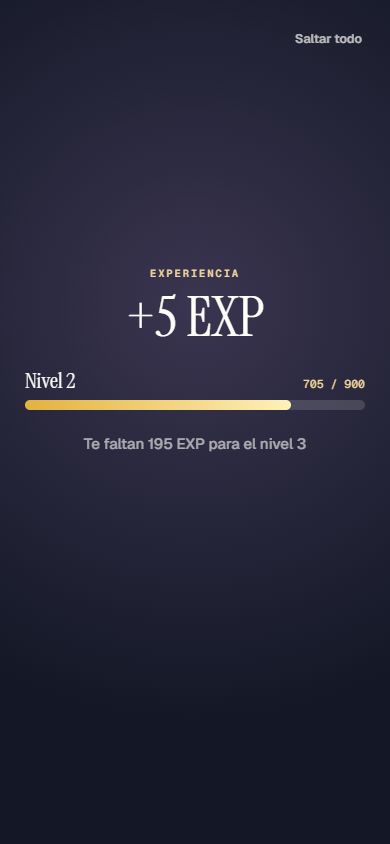 Saltar todo
EXPERIENCIA
+5 EXP
Nivel 2 705 / 900
Te faltan 195 EXP para el nivel 3